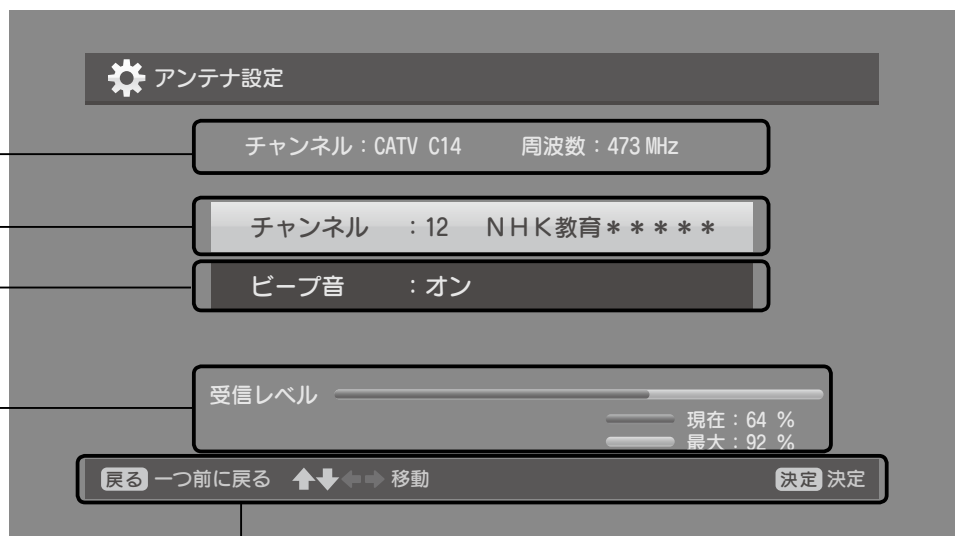 アンテナ設定
チャンネル：CATV C14　周波数：473 MHz
チャンネル　：12　ＮＨＫ教育＊＊＊＊＊
ビープ音　：オン
受信レベル
現在：64 %
最大：92 %
戻る 一つ前に戻る　移動　決定 決定